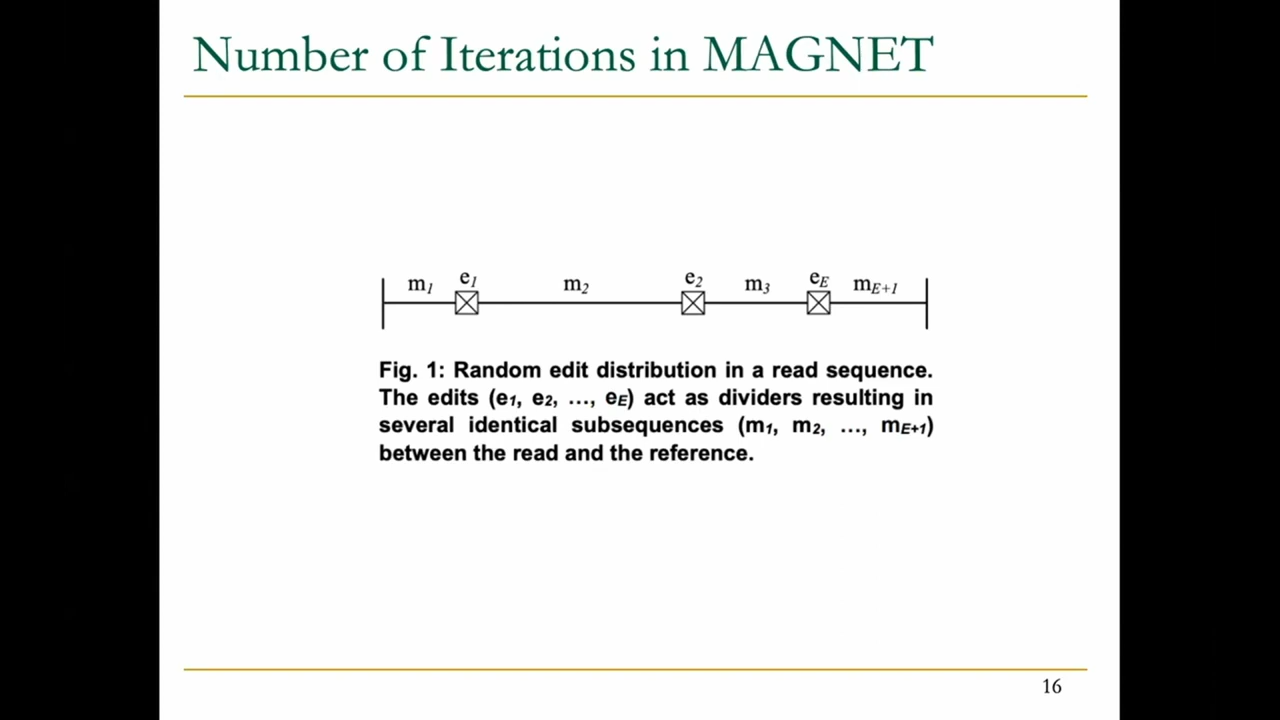 Number of Iterations in MAGNET
m1 e1 m2 e2 m3 eE mE+1
Fig. 1: Random edit distribution in a read sequence.
The edits (e1, e2, …, eE) act as dividers resulting in
several identical subsequences (m1, m2, …, mE+1)
between the read and the reference.
16